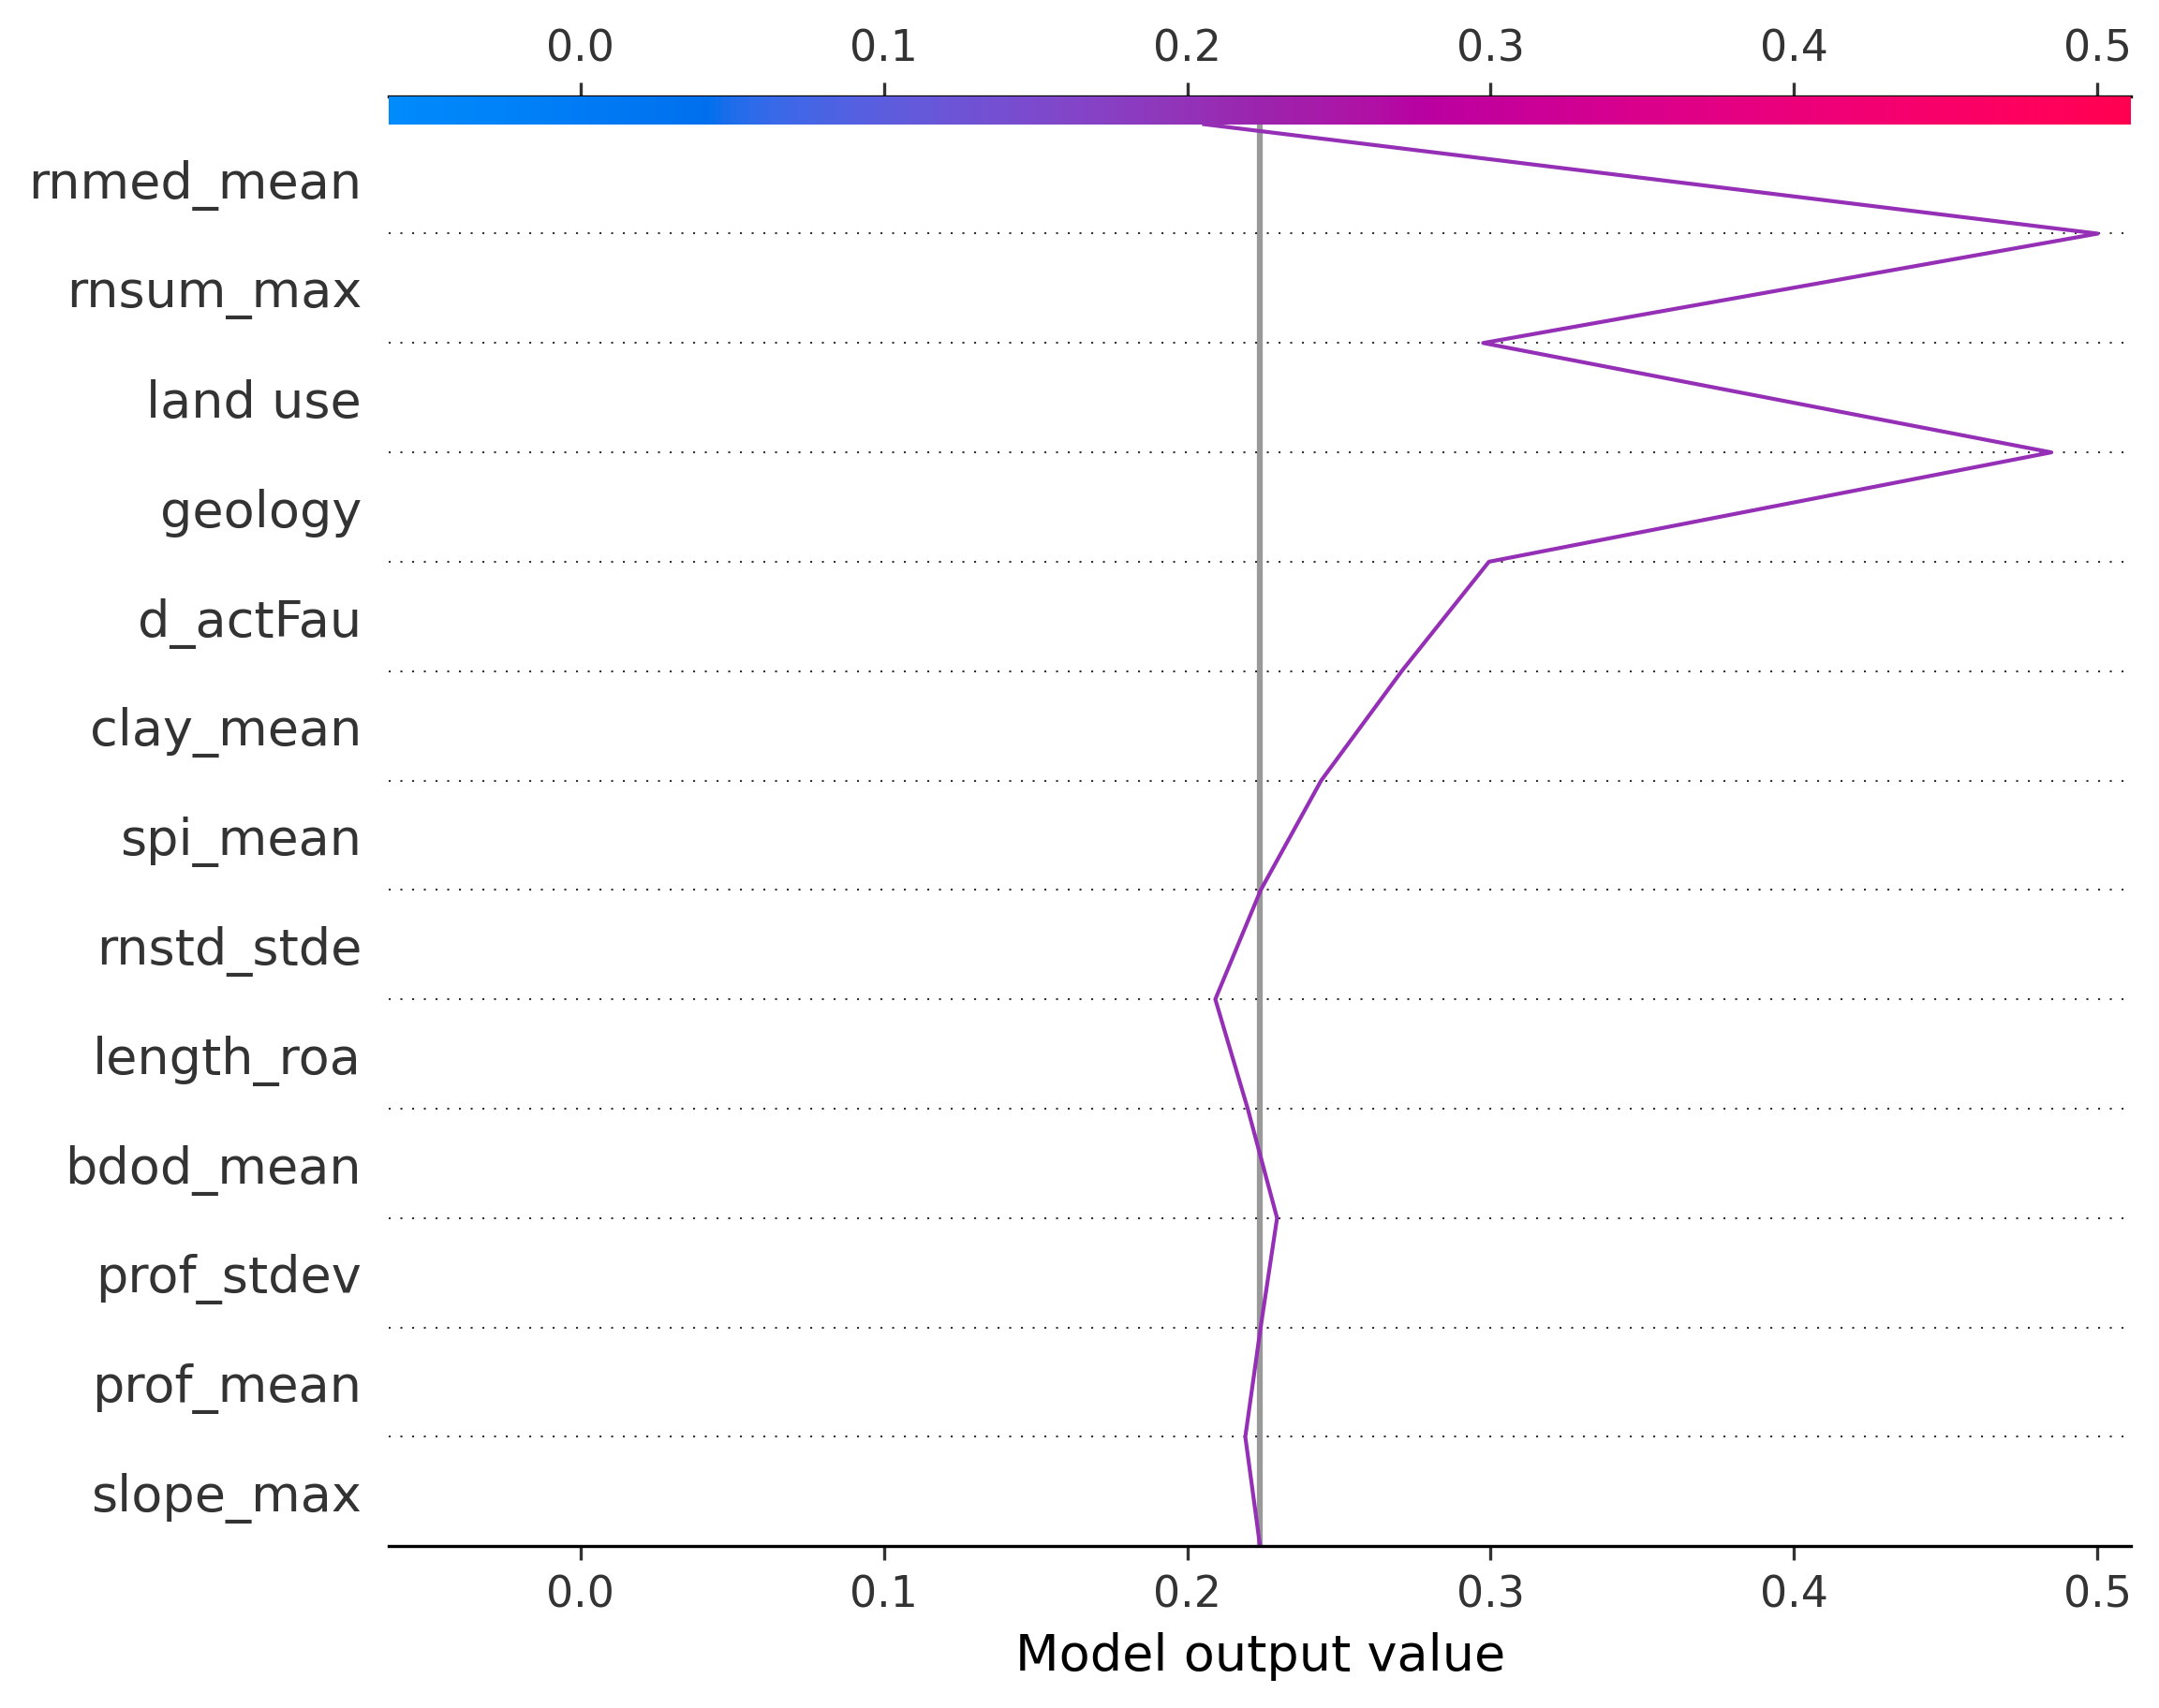 0.0 0.1 0.2 0.3 0.4 0.5
rnmed_mean
rnsum_max
land use
geology
d_actFau
clay_mean
spi_mean
rnstd_stde
length_roa
bdod_mean
prof_stdev
prof_mean
slope_max
0.0 0.1 0.2 0.3 0.4 0.5
Model output value